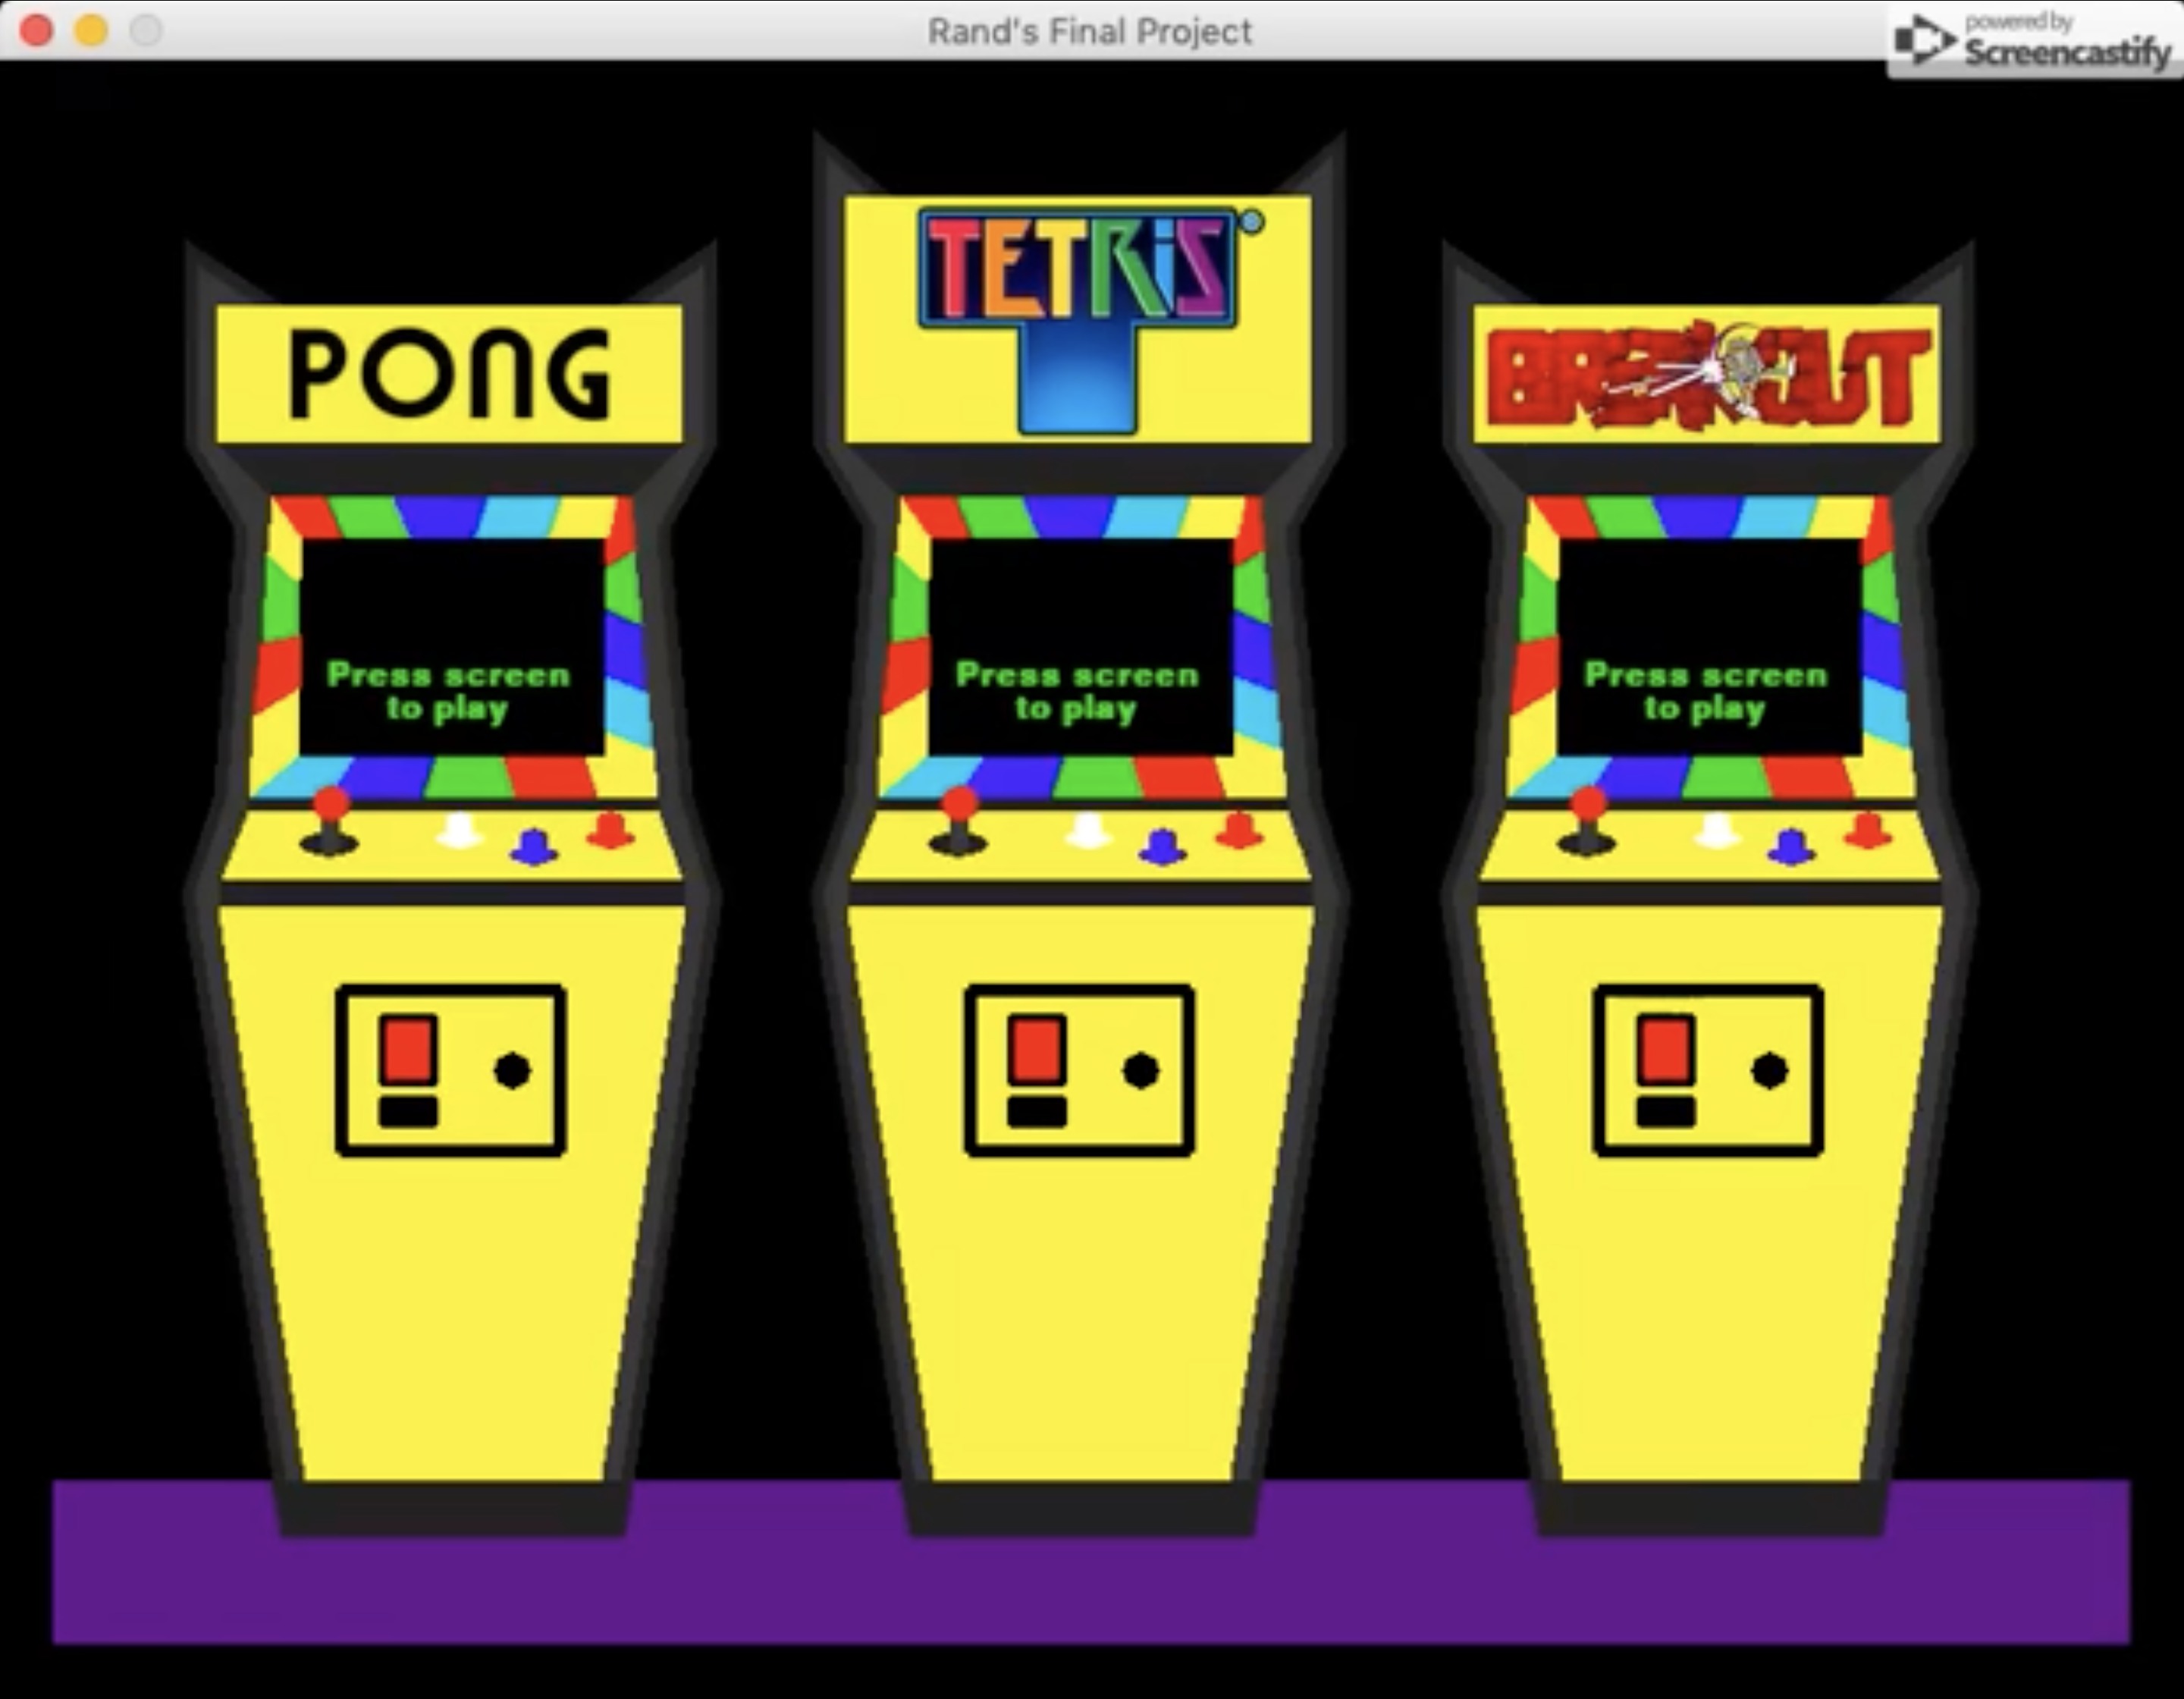 Rand's Final Project
powered by
Screencastify
PONG
TETRiS
BREAKOUT
Press screen
to play
Press screen
to play
Press screen
to play